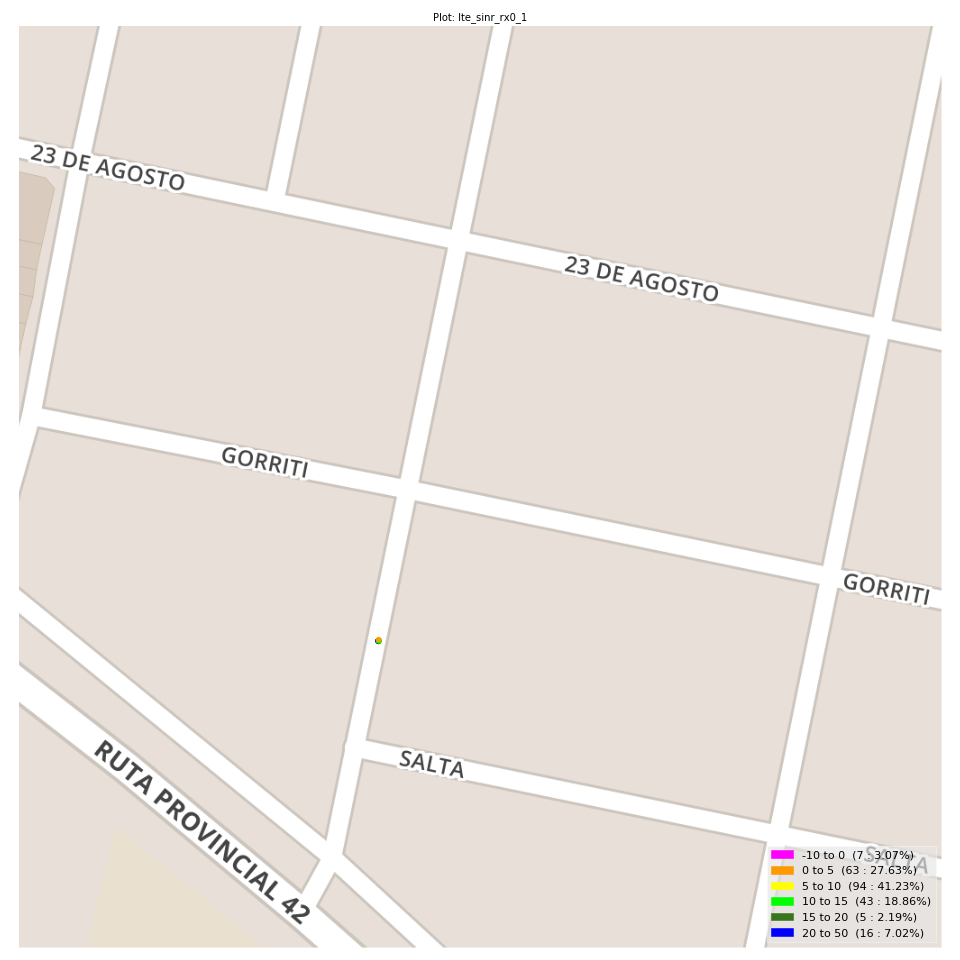 Plot: lte_sinr_rx0_1
23 DE AGOSTO
23 DE AGOSTO
GORRITI
GORRITI
SALTA
RUTA PROVINCIAL 42
SALTA
-10 to 0 (7 : 3.07%)
0 to 5 (63 : 27.63%)
5 to 10 (94 : 41.23%)
10 to 15 (43 : 18.86%)
15 to 20 (5 : 2.19%)
20 to 50 (16 : 7.02%)